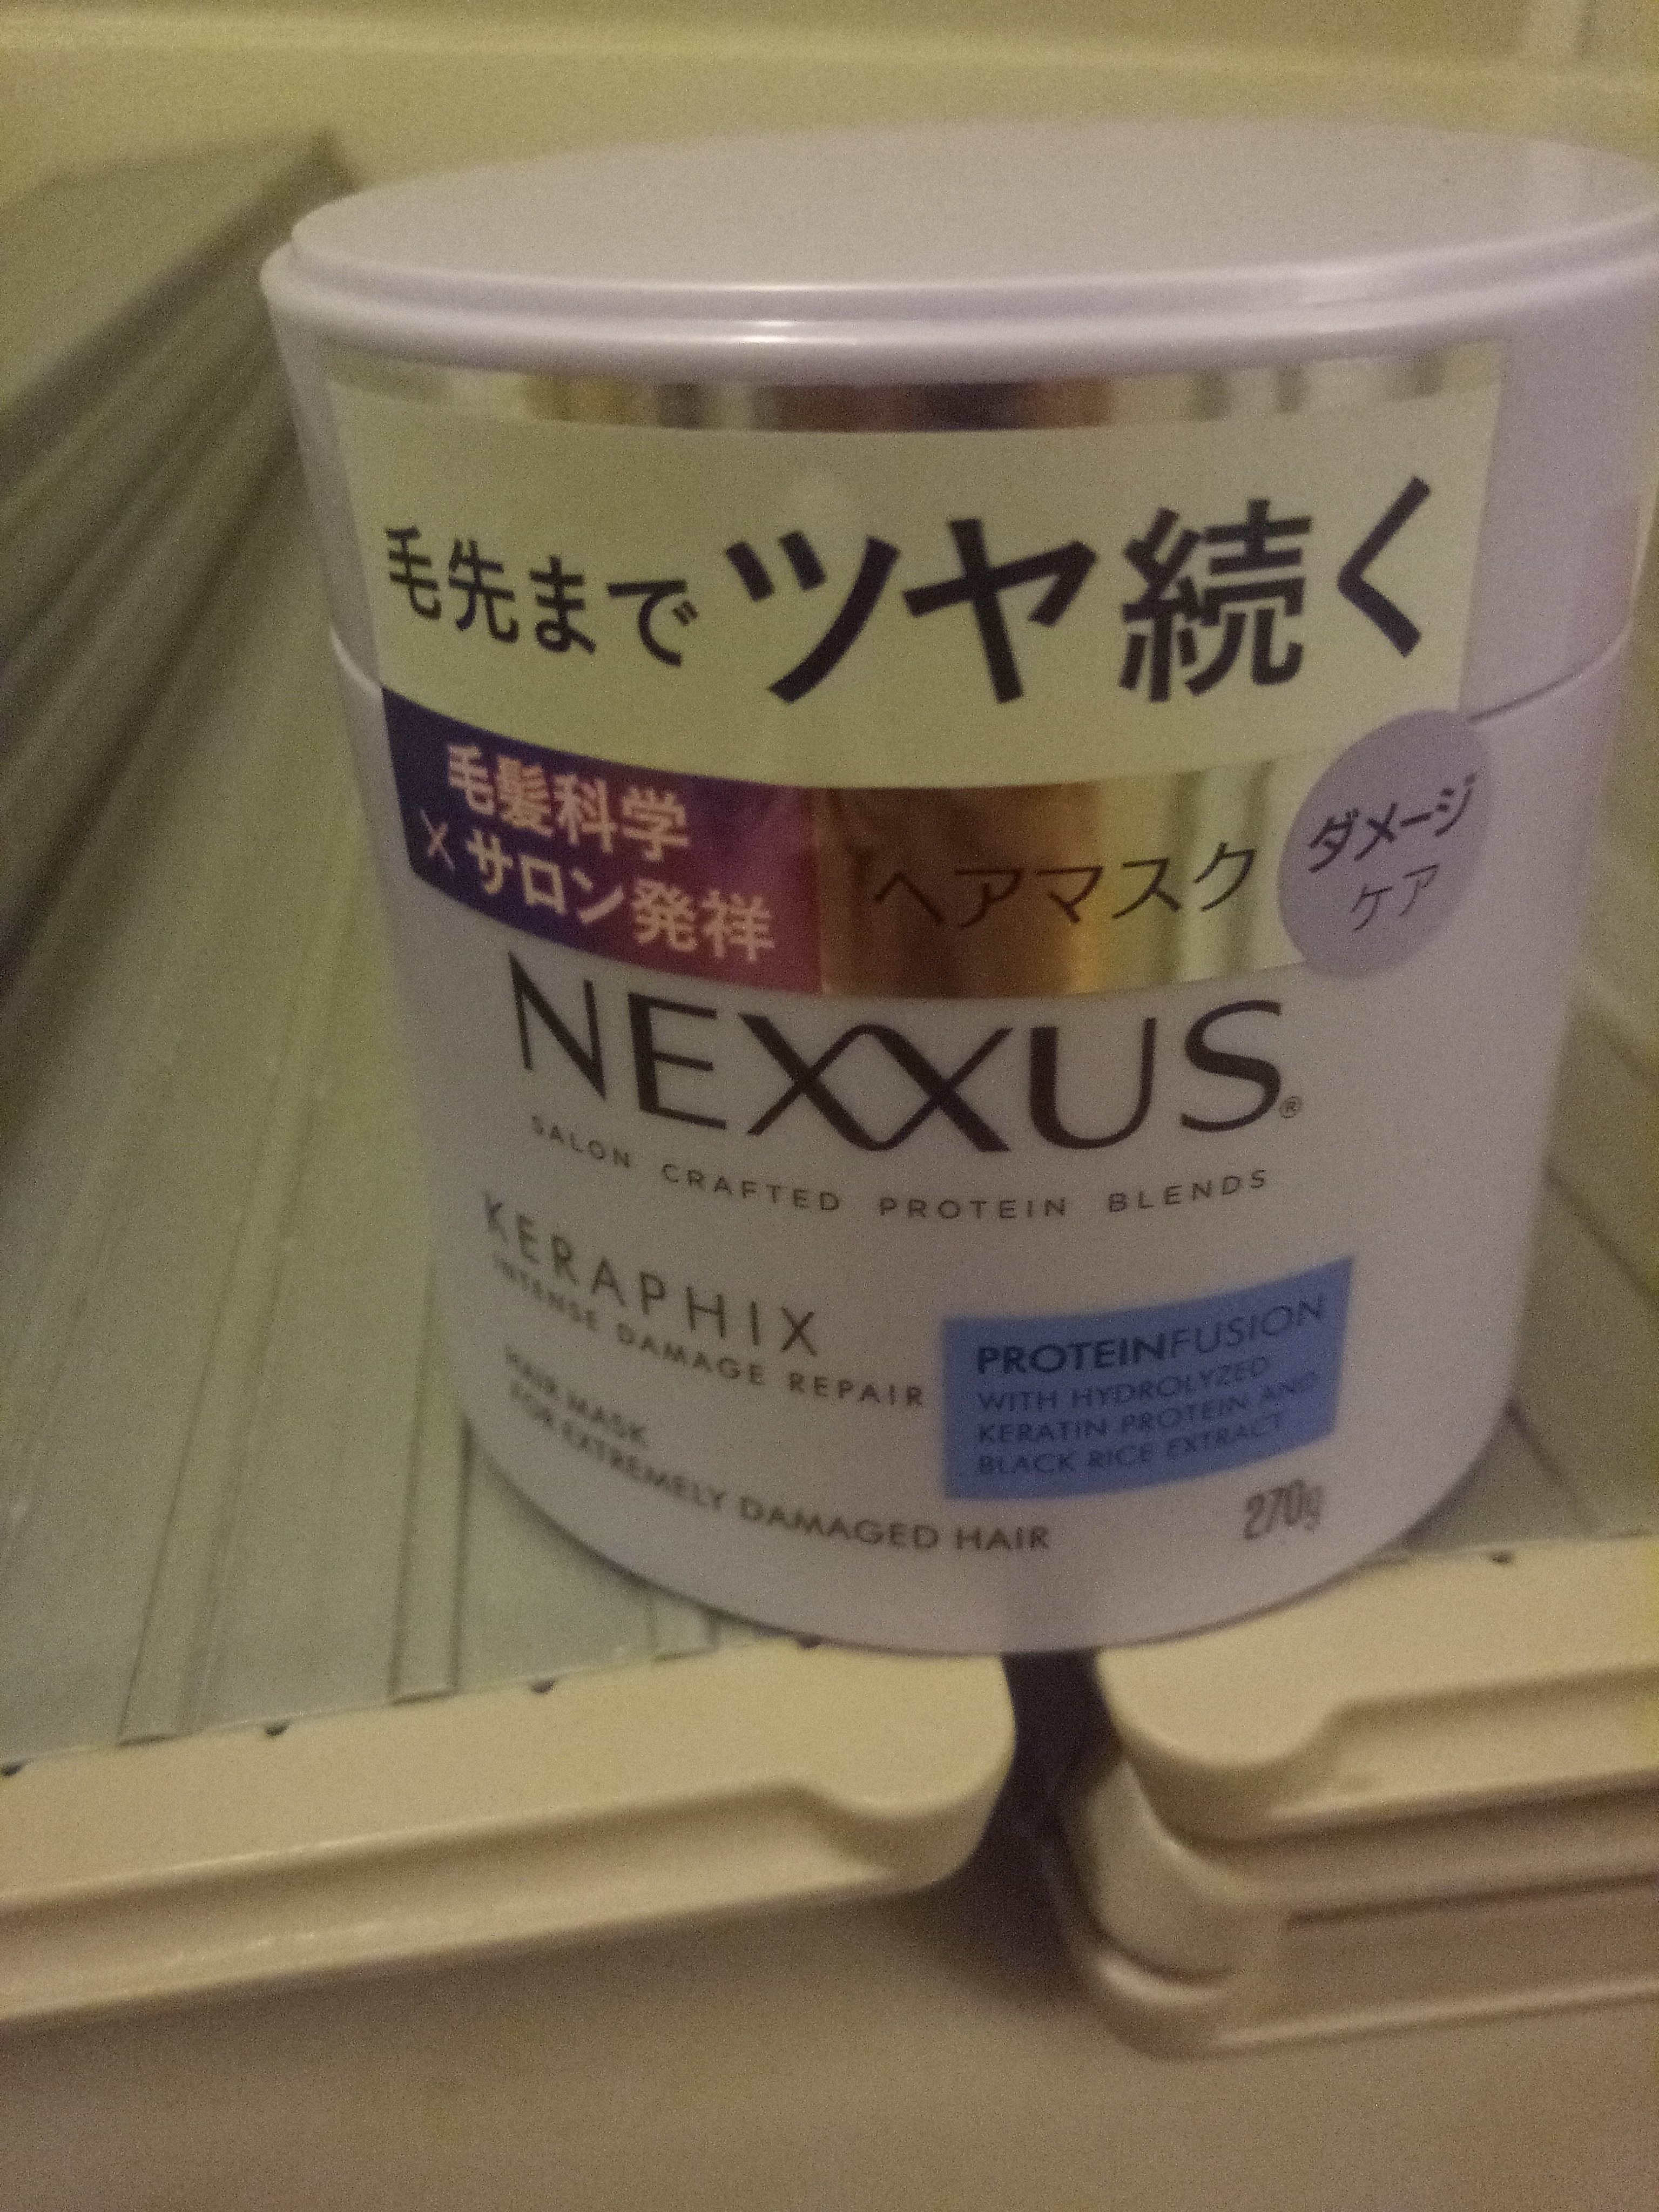 毛先までツヤ続く
毛髪科学
×サロン発祥
ヘアマスク
ダメージ
ケア
NEXXUS®
SALON CRAFTED PROTEIN BLENDS
KERAPHIX
INTENSE DAMAGE REPAIR
HAIR MASK
FOR EXTREMELY DAMAGED HAIR
PROTEINFUSION
WITH HYDROLYZED
KERATIN PROTEIN AND
BLACK RICE EXTRACT
270g